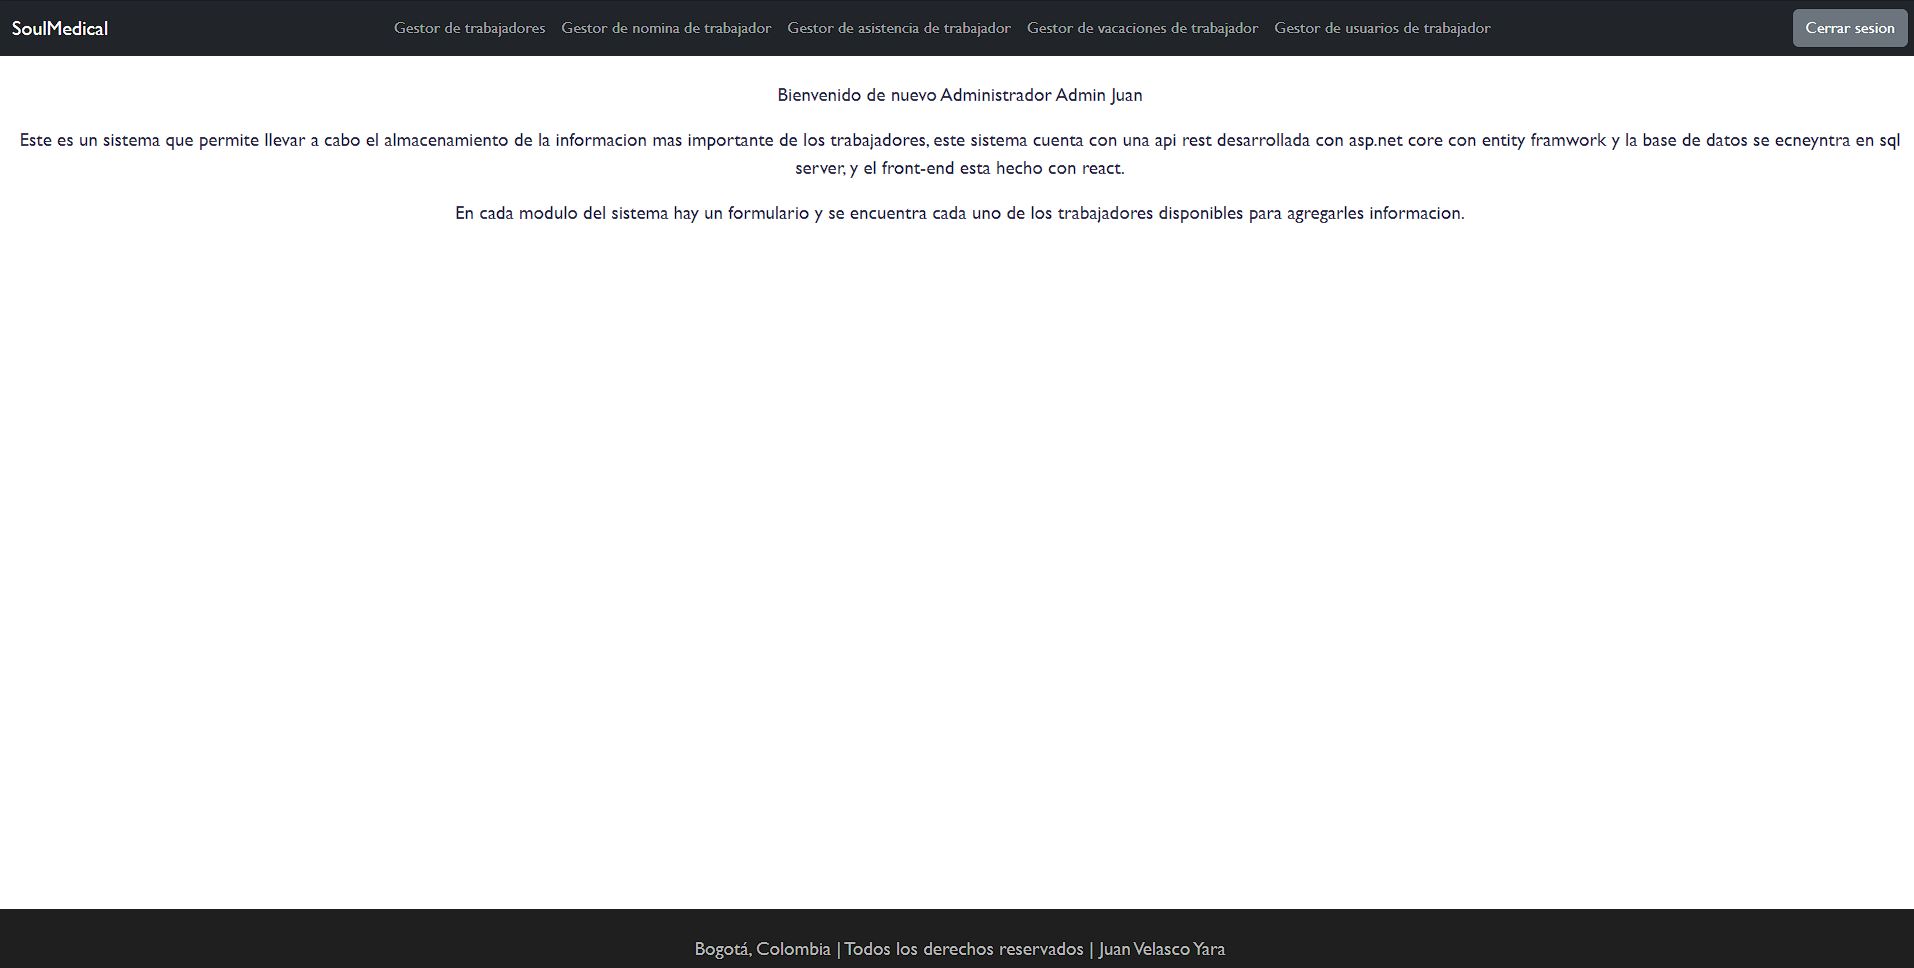 SoulMedical
Gestor de trabajadores
Gestor de nomina de trabajador
Gestor de asistencia de trabajador
Gestor de vacaciones de trabajador
Gestor de usuarios de trabajador
Cerrar sesion
Bienvenido de nuevo Administrador Admin Juan
Este es un sistema que permite llevar a cabo el almacenamiento de la informacion mas importante de los trabajadores, este sistema cuenta con una api rest desarrollada con asp.net core con entity framwork y la base de datos se ecneyntra en sql
server, y el front-end esta hecho con react.
En cada modulo del sistema hay un formulario y se encuentra cada uno de los trabajadores disponibles para agregarles informacion.
Bogotá, Colombia | Todos los derechos reservados | Juan Velasco Yara